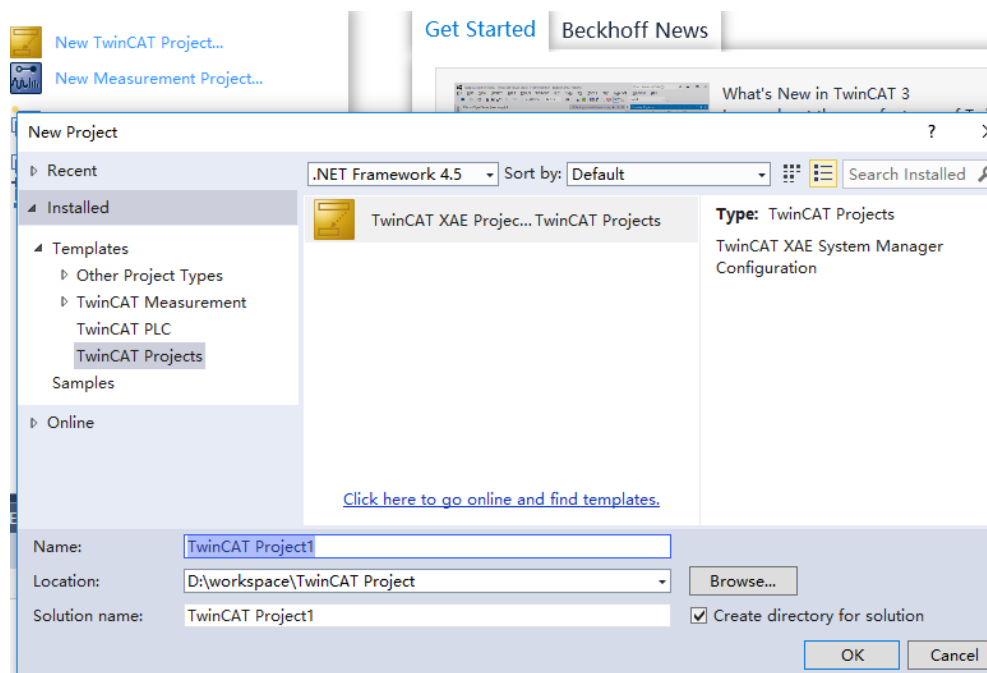 New TwinCAT Project...
New Measurement Project...
Get Started
Beckhoff News
What's New in TwinCAT 3
New Project
?
Recent
.NET Framework 4.5
Sort by:
Default
Search Installed
Installed
Templates
Other Project Types
TwinCAT Measurement
TwinCAT PLC
TwinCAT Projects
Samples
Online
TwinCAT XAE Projec...
TwinCAT Projects
Type: TwinCAT Projects
TwinCAT XAE System Manager
Configuration
Click here to go online and find templates.
Name:
TwinCAT Project1
Location:
D:\workspace\TwinCAT Project
Browse...
Solution name:
TwinCAT Project1
Create directory for solution
OK
Cancel